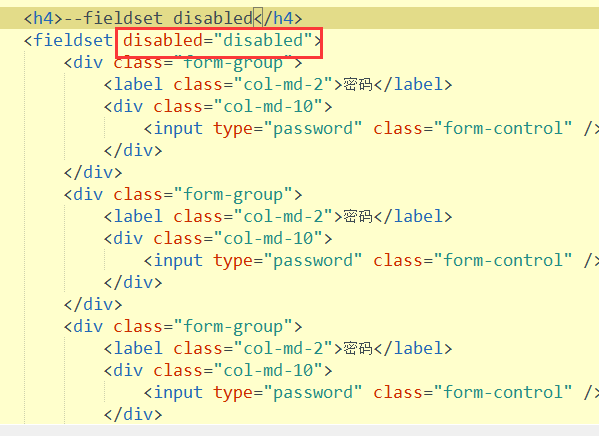 <h4>--fieldset disabled</h4>
<fieldset disabled="disabled">
<div class="form-group">
<label class="col-md-2">密码</label>
<div class="col-md-10">
<input type="password" class="form-control" />
</div>
</div>
<div class="form-group">
<label class="col-md-2">密码</label>
<div class="col-md-10">
<input type="password" class="form-control" />
</div>
</div>
<div class="form-group">
<label class="col-md-2">密码</label>
<div class="col-md-10">
<input type="password" class="form-control" />
</div>